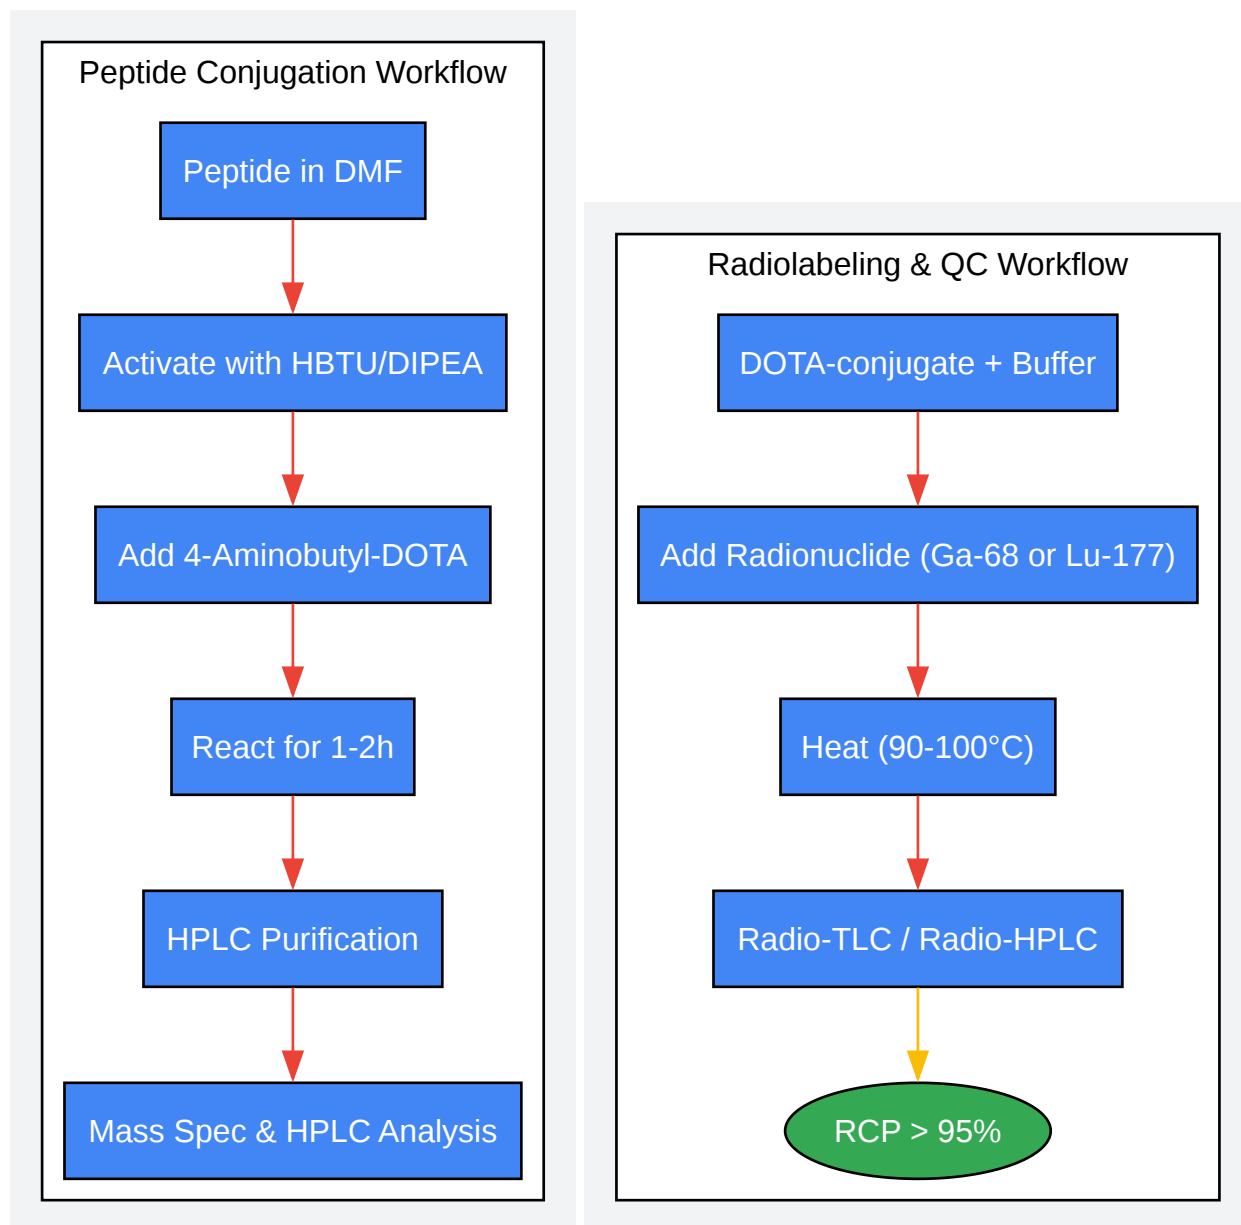 Peptide Conjugation Workflow
Peptide in DMF
Activate with HBTU/DIPEA
Add 4-Aminobutyl-DOTA
React for 1-2h
HPLC Purification
Mass Spec & HPLC Analysis
Radiolabeling & QC Workflow
DOTA-conjugate + Buffer
Add Radionuclide (Ga-68 or Lu-177)
Heat (90-100°C)
Radio-TLC / Radio-HPLC
RCP > 95%